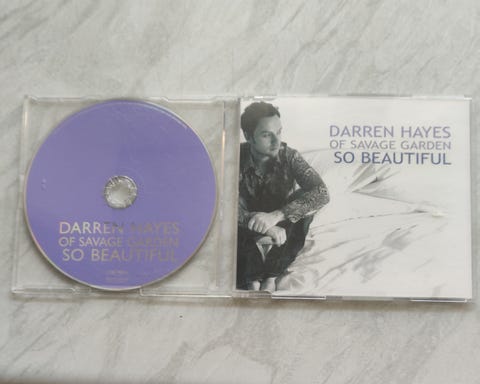 DARREN HAYES
OF SAVAGE GARDEN
SO BEAUTIFUL
DARREN HAYES
OF SAVAGE GARDEN
SO BEAUTIFUL